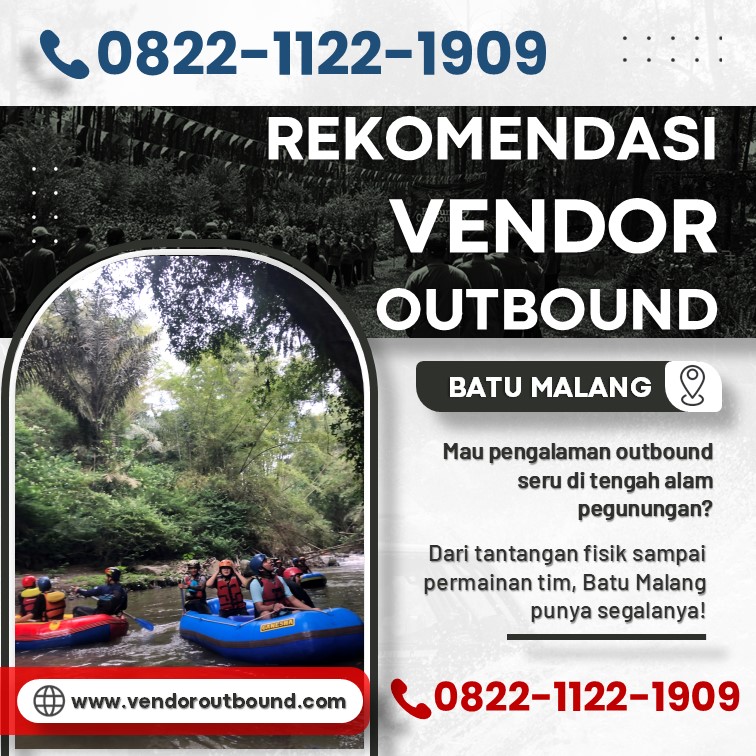 0822-1122-1909
REKOMENDASI
VENDOR
OUTBOUND
BATU MALANG
Mau pengalaman outbound
seru di tengah alam
pegunungan?
Dari tantangan fisik sampai
permainan tim, Batu Malang
punya segalanya!
GANESHA
www.vendoroutbound.com
0822-1122-1909